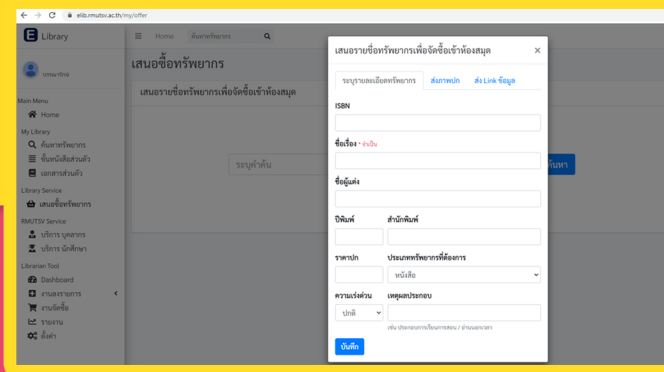 elib.rmutsv.ac.th/my/offer
E Library
Home
ค้นหาทรัพยากร
Main Menu
Home
My Library
ค้นหาทรัพยากร
ชั้นหนังสือส่วนตัว
เอกสารส่วนตัว
Library Service
เสนอซื้อทรัพยากร
RMUTSV Service
บริการ บุคลากร
บริการ นักศึกษา
Librarian Tool
Dashboard
งานลงรายการ
งานจัดซื้อ
รายงาน
ตั้งค่า
เสนอซื้อทรัพยากร
เสนอรายชื่อทรัพยากรเพื่อจัดซื้อเข้าห้องสมุด
ระบุคำค้น
ค้นหา
เสนอรายชื่อทรัพยากรเพื่อจัดซื้อเข้าห้องสมุด ×
ระบุรายละเอียดทรัพยากร ส่งภาพปก ส่ง Link ข้อมูล
ISBN
ชื่อเรื่อง * จำเป็น
ชื่อผู้แต่ง
ปีพิมพ์ สำนักพิมพ์
ราคาปก ประเภททรัพยากรที่ต้องการ
หนังสือ
ความเร่งด่วน เหตุผลประกอบ
ปกติ
เช่น ประกอบการเรียนการสอน / อ่านนอกเวลา
บันทึก